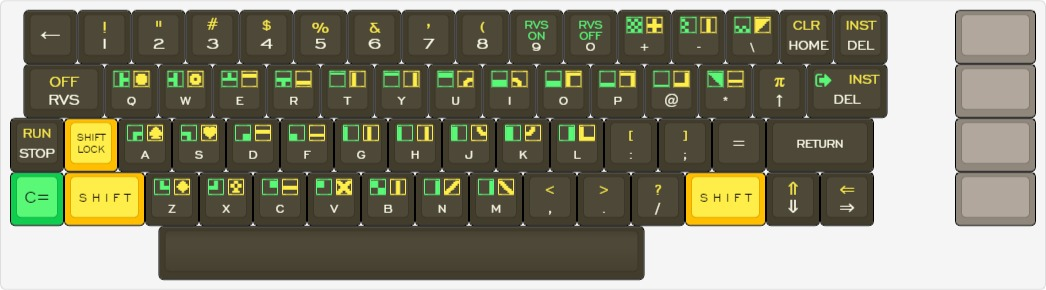 ← ! 1 " 2 # 3 $ 4 % 5 & 6 ' 7 ( 8 RVS ON 9 RVS OFF 0 + - \ CLR HOME INST DEL
OFF RVS Q W E R T Y U I O P @ * π ↑ INST DEL
RUN STOP SHIFT LOCK A S D F G H J K L [ : ] ; = RETURN
C= SHIFT Z X C V B N M < , > . ? / SHIFT ⇑ ⇓ ⇐ ⇒